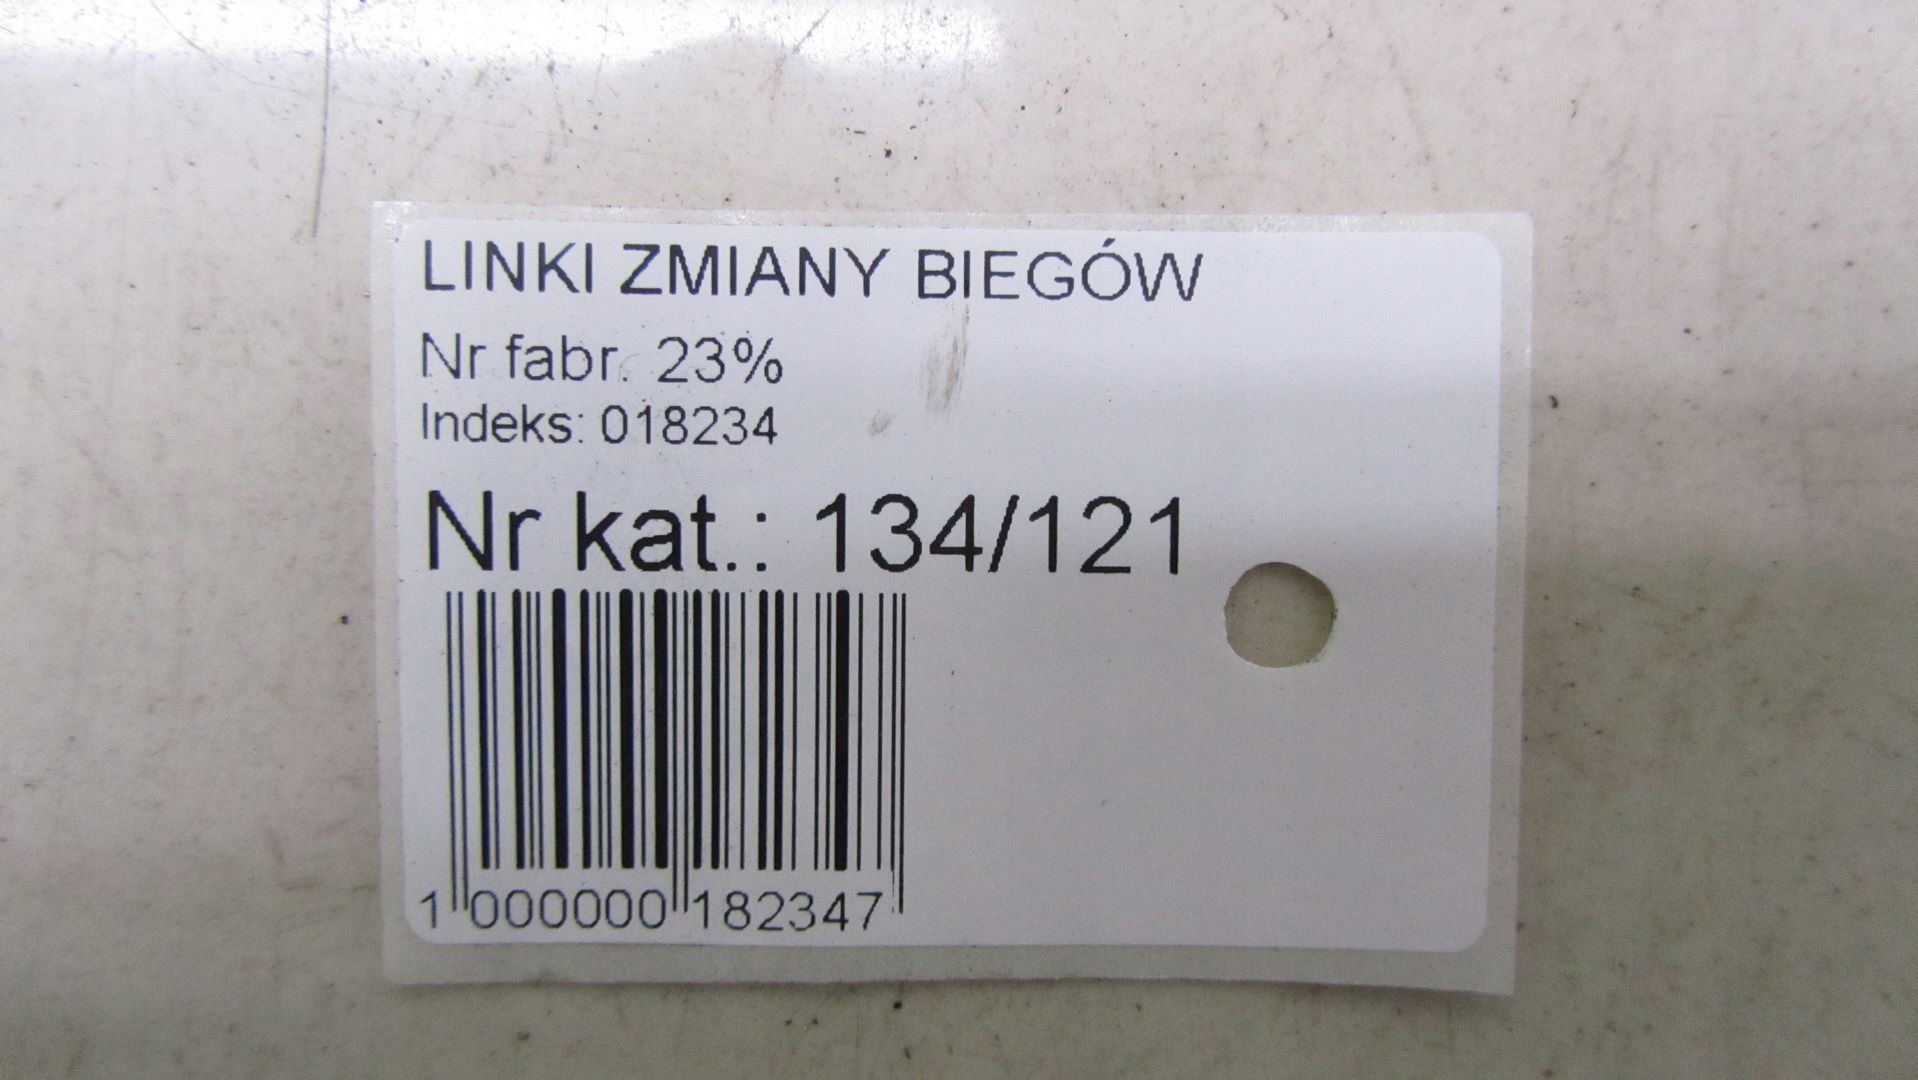 LINKI ZMIANY BIEGÓW
Nr fabr. 23%
Indeks: 018234
Nr kat.: 134/121
1 000000 182347